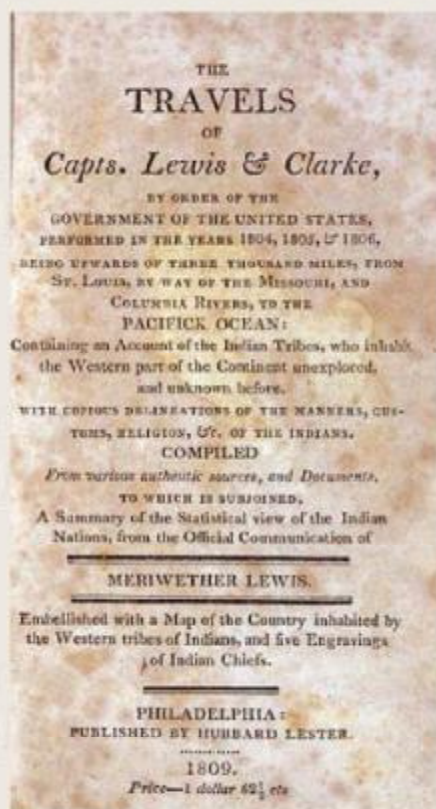 THE
TRAVELS
OF
Capts. Lewis & Clarke,
BY ORDER OF THE
GOVERNMENT OF THE UNITED STATES,
PERFORMED IN THE YEARS 1804, 1805, & 1806,
BEING UPWARDS OF THREE THOUSAND MILES, FROM
ST. LOUIS, BY WAY OF THE MISSOURI, AND
COLUMBIA RIVERS, TO THE
PACIFICK OCEAN:
Containing an Account of the Indian Tribes, who inhabit
the Western part of the Continent unexplored,
and unknown before.
WITH COPIOUS DELINEATIONS OF THE MANNERS, CUS-
TOMS, RELIGION, &c. OF THE INDIANS.
COMPILED
From various authentic sources, and Documents.
TO WHICH IS SUBJOINED,
A Summary of the Statistical view of the Indian
Nations, from the Official Communication of
MERIWETHER LEWIS.
Embellished with a Map of the Country inhabited by
the Western tribes of Indians, and five Engravings
of Indian Chiefs.
PHILADELPHIA:
PUBLISHED BY HUBBARD LESTER.
1809.
Price—1 dollar 62½ cts